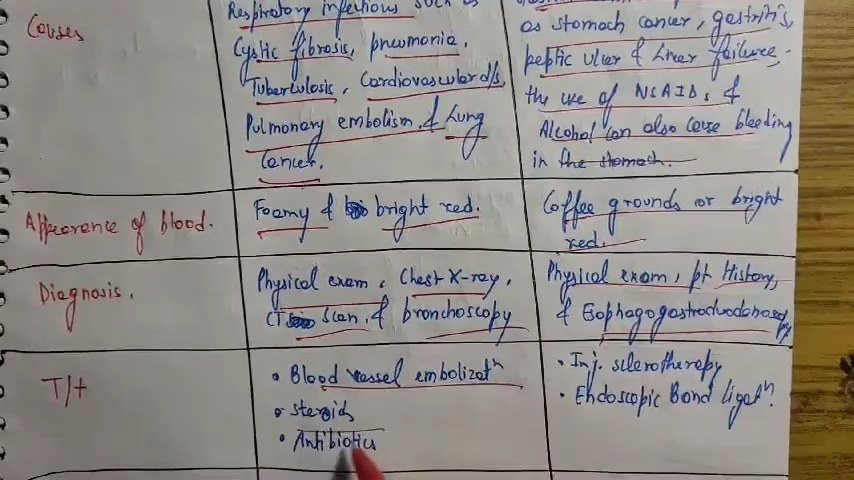 Causes
Respiratory infections such as
Cystic fibrosis, pneumonia,
Tuberculosis, Cardiovascular d/s,
Pulmonary embolism, & Lung
Cancer.
as stomach cancer, gastritis,
peptic ulcer & Liver failure,
the use of NSAIDs, &
Alcohol can also cause bleeding
in the stomach.
Appearance of blood.
Foamy & bright red.
Coffee grounds or bright
red.
Diagnosis.
Physical exam, Chest X-ray,
CT scan, & bronchoscopy
Physical exam, pt History,
& Esophagogastroduodenoscopy
T/t
• Blood vessel embolizatⁿ
• steroids
• Antibiotics
• Inj. sclerotherapy
• Endoscopic Band ligatⁿ.